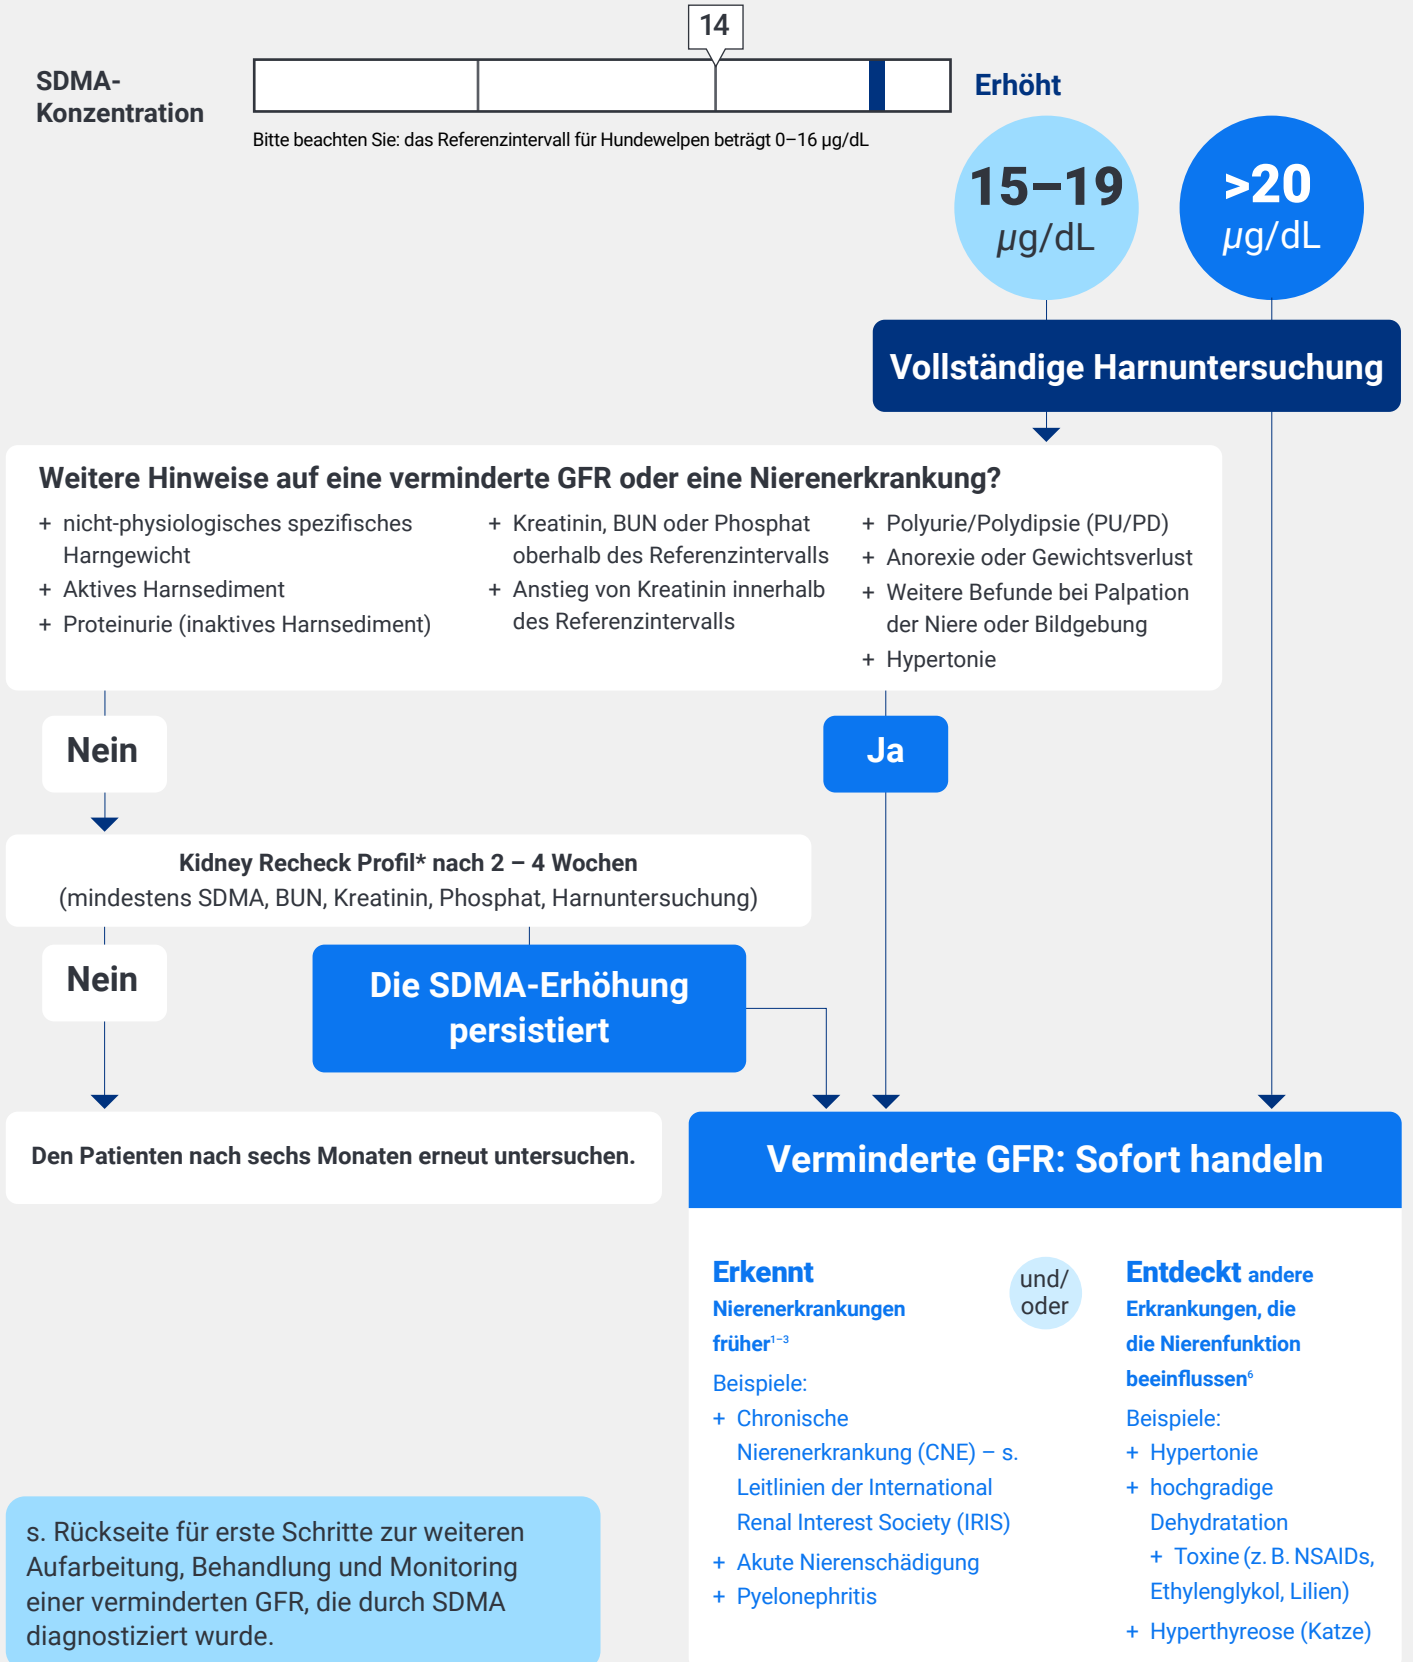 14
SDMA-
Konzentration
Erhöht
Bitte beachten Sie: das Referenzintervall für Hundewelpen beträgt 0–16 µg/dL
15–19
µg/dL
>20
µg/dL
Vollständige Harnuntersuchung
Weitere Hinweise auf eine verminderte GFR oder eine Nierenerkrankung?
+ nicht-physiologisches spezifisches
Harngewicht
+ Aktives Harnsediment
+ Proteinurie (inaktives Harnsediment)
+ Kreatinin, BUN oder Phosphat
oberhalb des Referenzintervalls
+ Anstieg von Kreatinin innerhalb
des Referenzintervalls
+ Polyurie/Polydipsie (PU/PD)
+ Anorexie oder Gewichtsverlust
+ Weitere Befunde bei Palpation
der Niere oder Bildgebung
+ Hypertonie
Nein
Ja
Kidney Recheck Profil* nach 2 – 4 Wochen
(mindestens SDMA, BUN, Kreatinin, Phosphat, Harnuntersuchung)
Nein
Die SDMA-Erhöhung
persistiert
Den Patienten nach sechs Monaten erneut untersuchen.
Verminderte GFR: Sofort handeln
Erkennt
Nierenerkrankungen
früher¹⁻³
Beispiele:
+ Chronische
Nierenerkrankung (CNE) – s.
Leitlinien der International
Renal Interest Society (IRIS)
+ Akute Nierenschädigung
+ Pyelonephritis
und/
oder
Entdeckt andere
Erkrankungen, die
die Nierenfunktion
beeinflussen⁶
Beispiele:
+ Hypertonie
+ hochgradige
Dehydratation
+ Toxine (z. B. NSAIDs,
Ethylenglykol, Lilien)
+ Hyperthyreose (Katze)
s. Rückseite für erste Schritte zur weiteren
Aufarbeitung, Behandlung und Monitoring
einer verminderten GFR, die durch SDMA
diagnostiziert wurde.